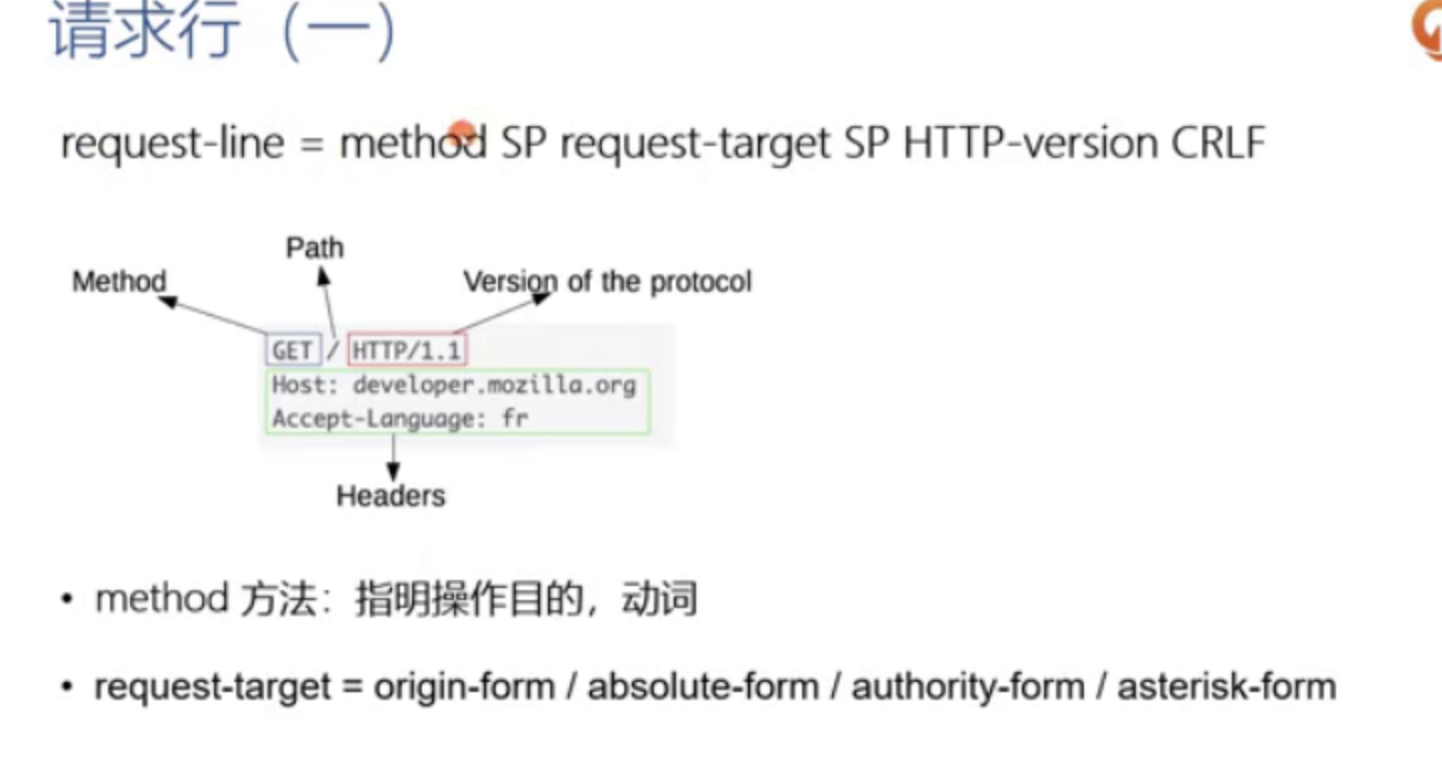 请求行（一）
request-line = method SP request-target SP HTTP-version CRLF
Path
Method
Version of the protocol
GET / HTTP/1.1
Host: developer.mozilla.org
Accept-Language: fr
Headers
• method 方法：指明操作目的，动词
• request-target = origin-form / absolute-form / authority-form / asterisk-form